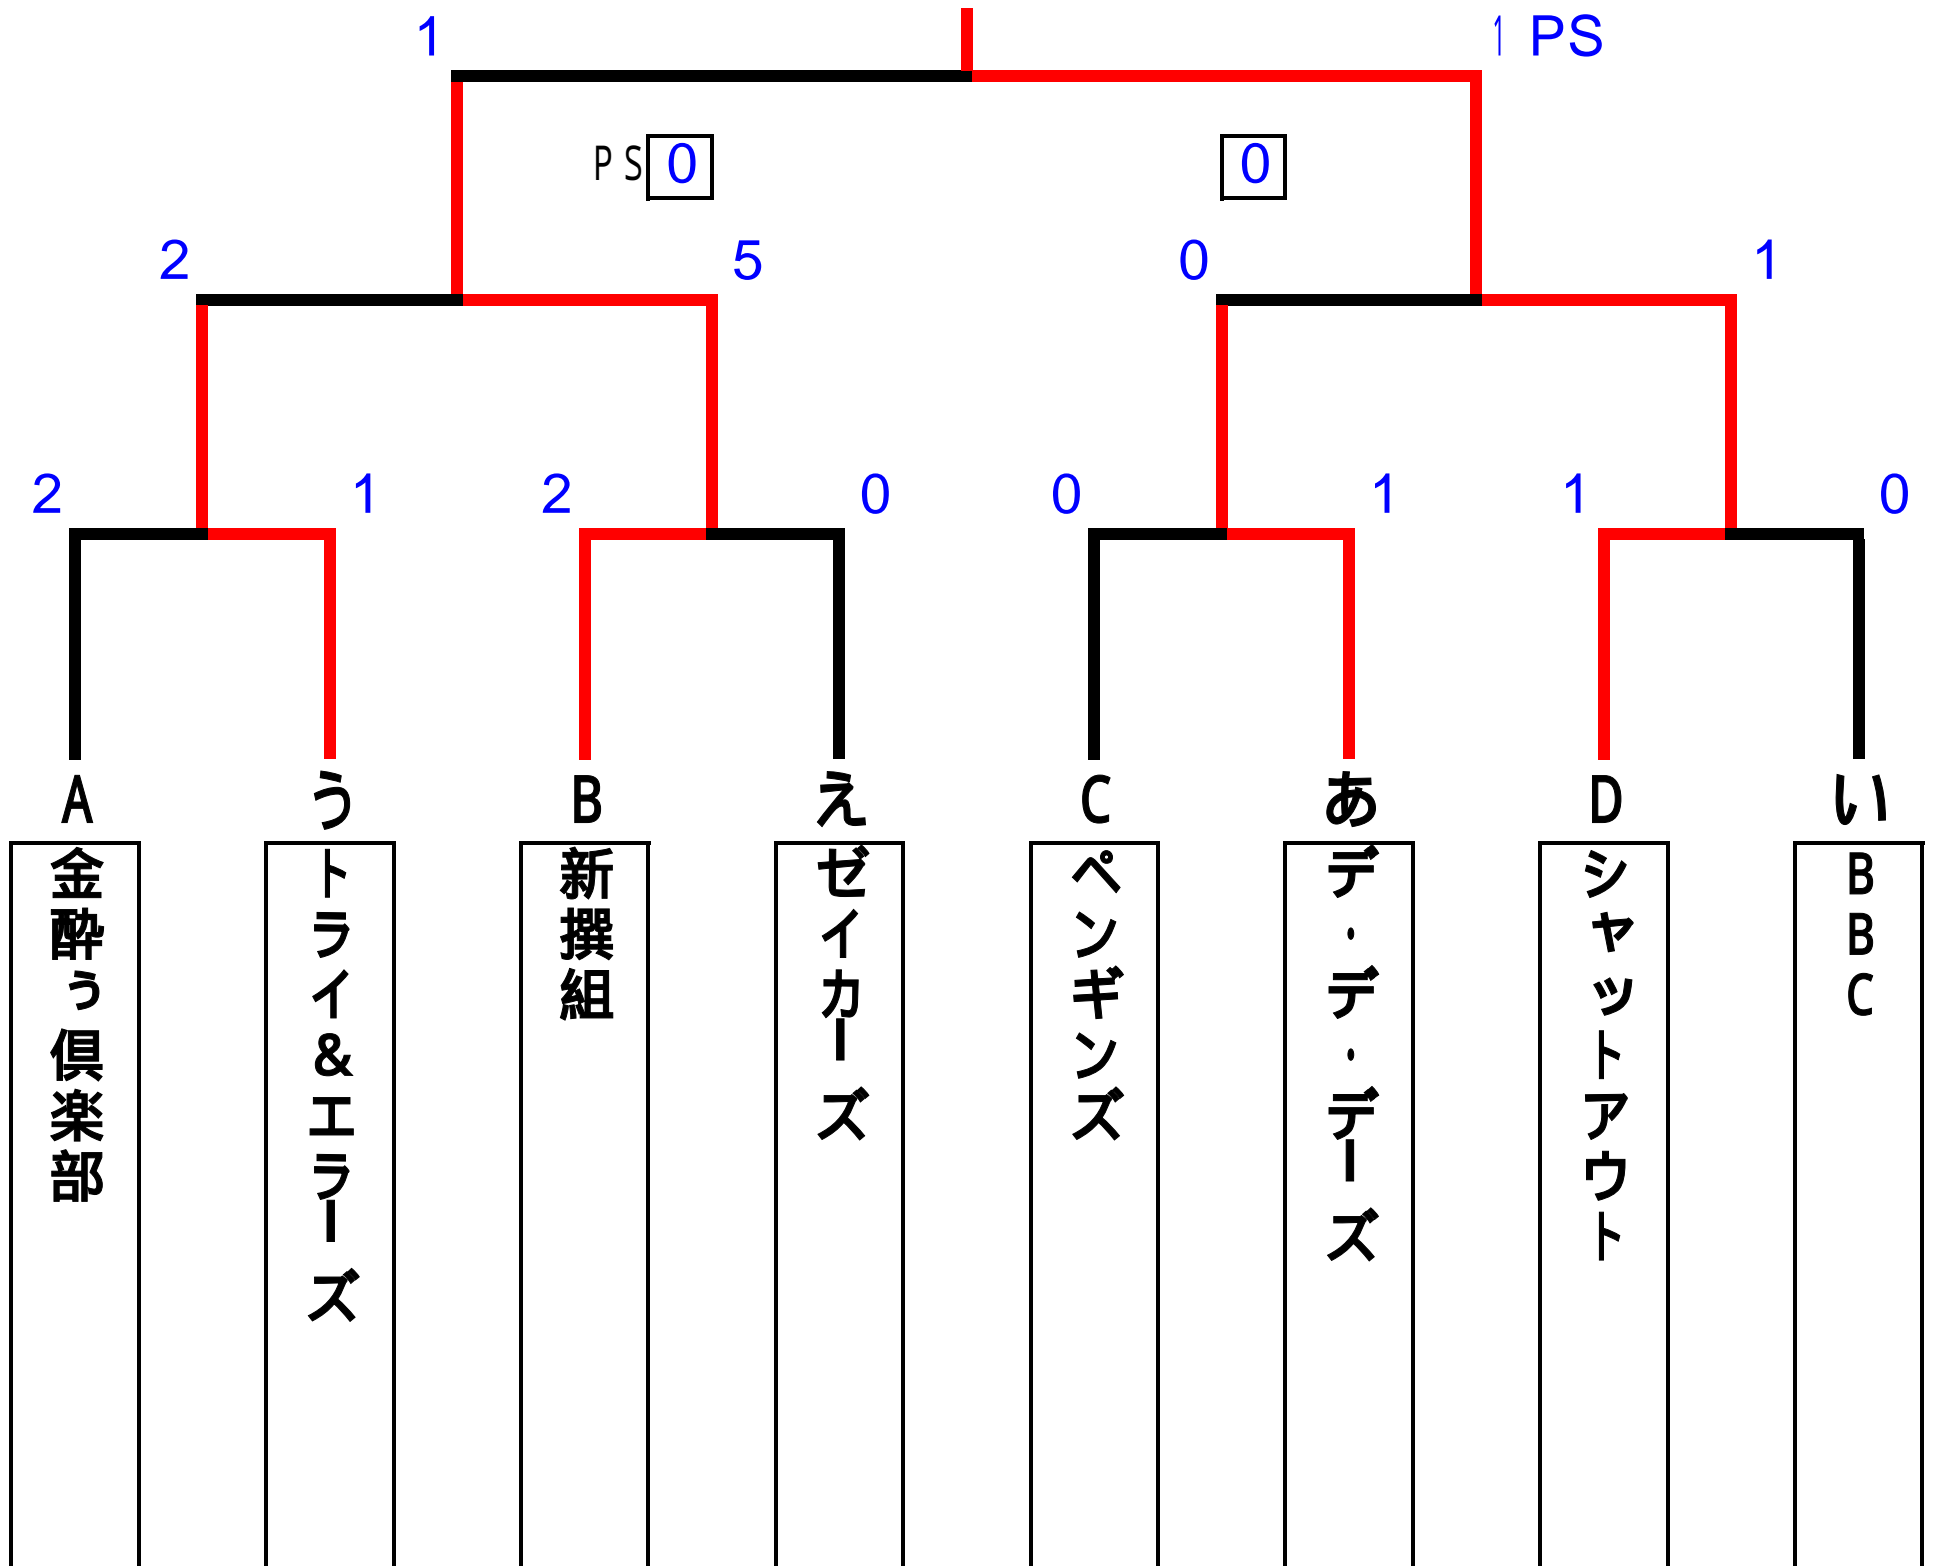 1
1 PS
PS 0
0
2
5
0
1
2
1
2
0
0
1
1
0
A
う
B
え
C
あ
D
い
金酔ぅ倶楽部
トライ＆エラーズ
新撰組
ゼイカーズ
ペンギンズ
デ・デ・デーズ
シャットアウト
BBC